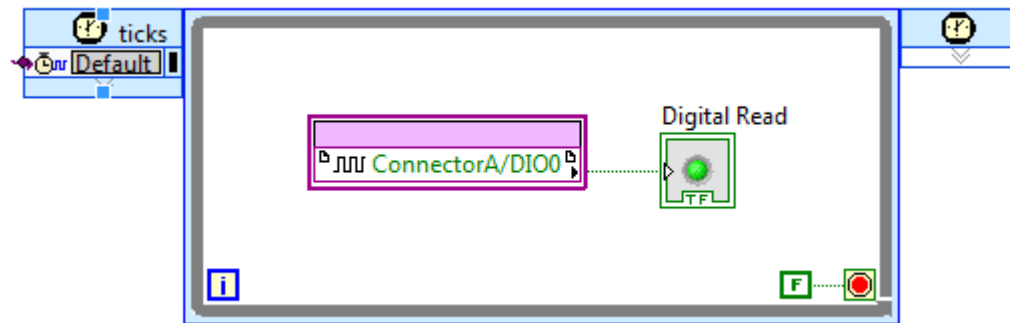 ticks
Default
Digital Read
ConnectorA/DIO0
TF
i
F